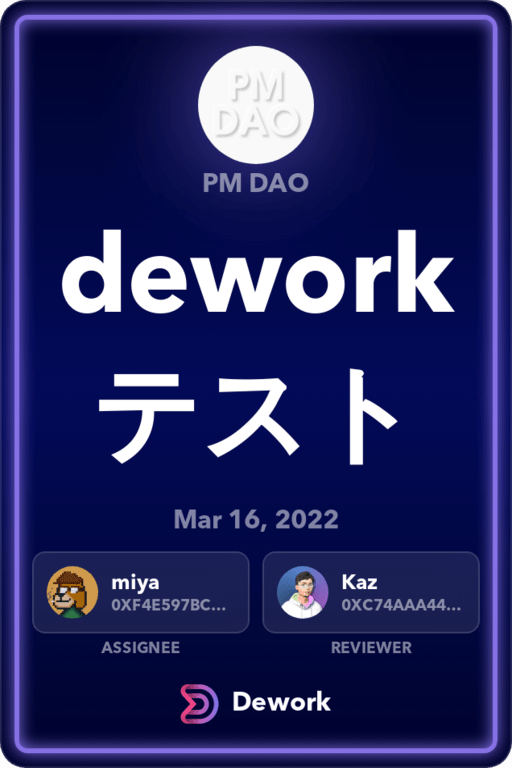 PM
DAO
PM DAO
dework
テスト
Mar 16, 2022
miya
0XF4E597BC...
ASSIGNEE
Kaz
0XC74AAA44...
REVIEWER
Dework